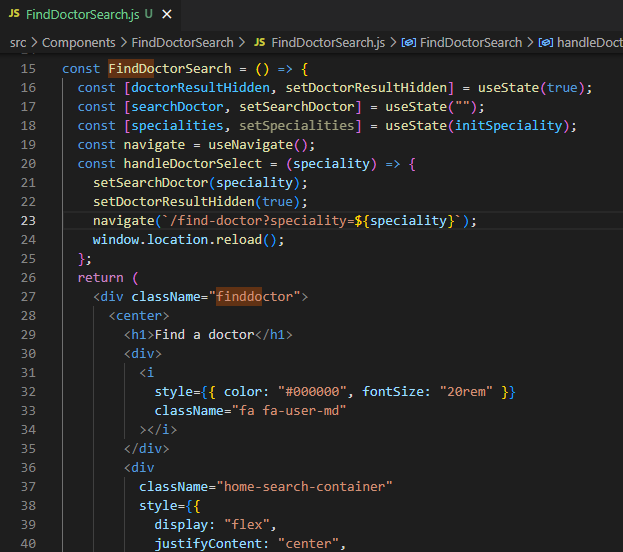 JS FindDoctorSearch.js U ×
src > Components > FindDoctorSearch > JS FindDoctorSearch.js > FindDoctorSearch > handleDoct
15 const FindDoctorSearch = () => {
16   const [doctorResultHidden, setDoctorResultHidden] = useState(true);
17   const [searchDoctor, setSearchDoctor] = useState("");
18   const [specialities, setSpecialities] = useState(initSpeciality);
19   const navigate = useNavigate();
20   const handleDoctorSelect = (speciality) => {
21     setSearchDoctor(speciality);
22     setDoctorResultHidden(true);
23     navigate(`/find-doctor?speciality=${speciality}`);
24     window.location.reload();
25   };
26   return (
27     <div className="finddoctor">
28       <center>
29         <h1>Find a doctor</h1>
30         <div>
31           <i
32             style={{ color: "#000000", fontSize: "20rem" }}
33             className="fa fa-user-md"
34           ></i>
35         </div>
36         <div
37           className="home-search-container"
38           style={{
39             display: "flex",
40             justifyContent: "center",